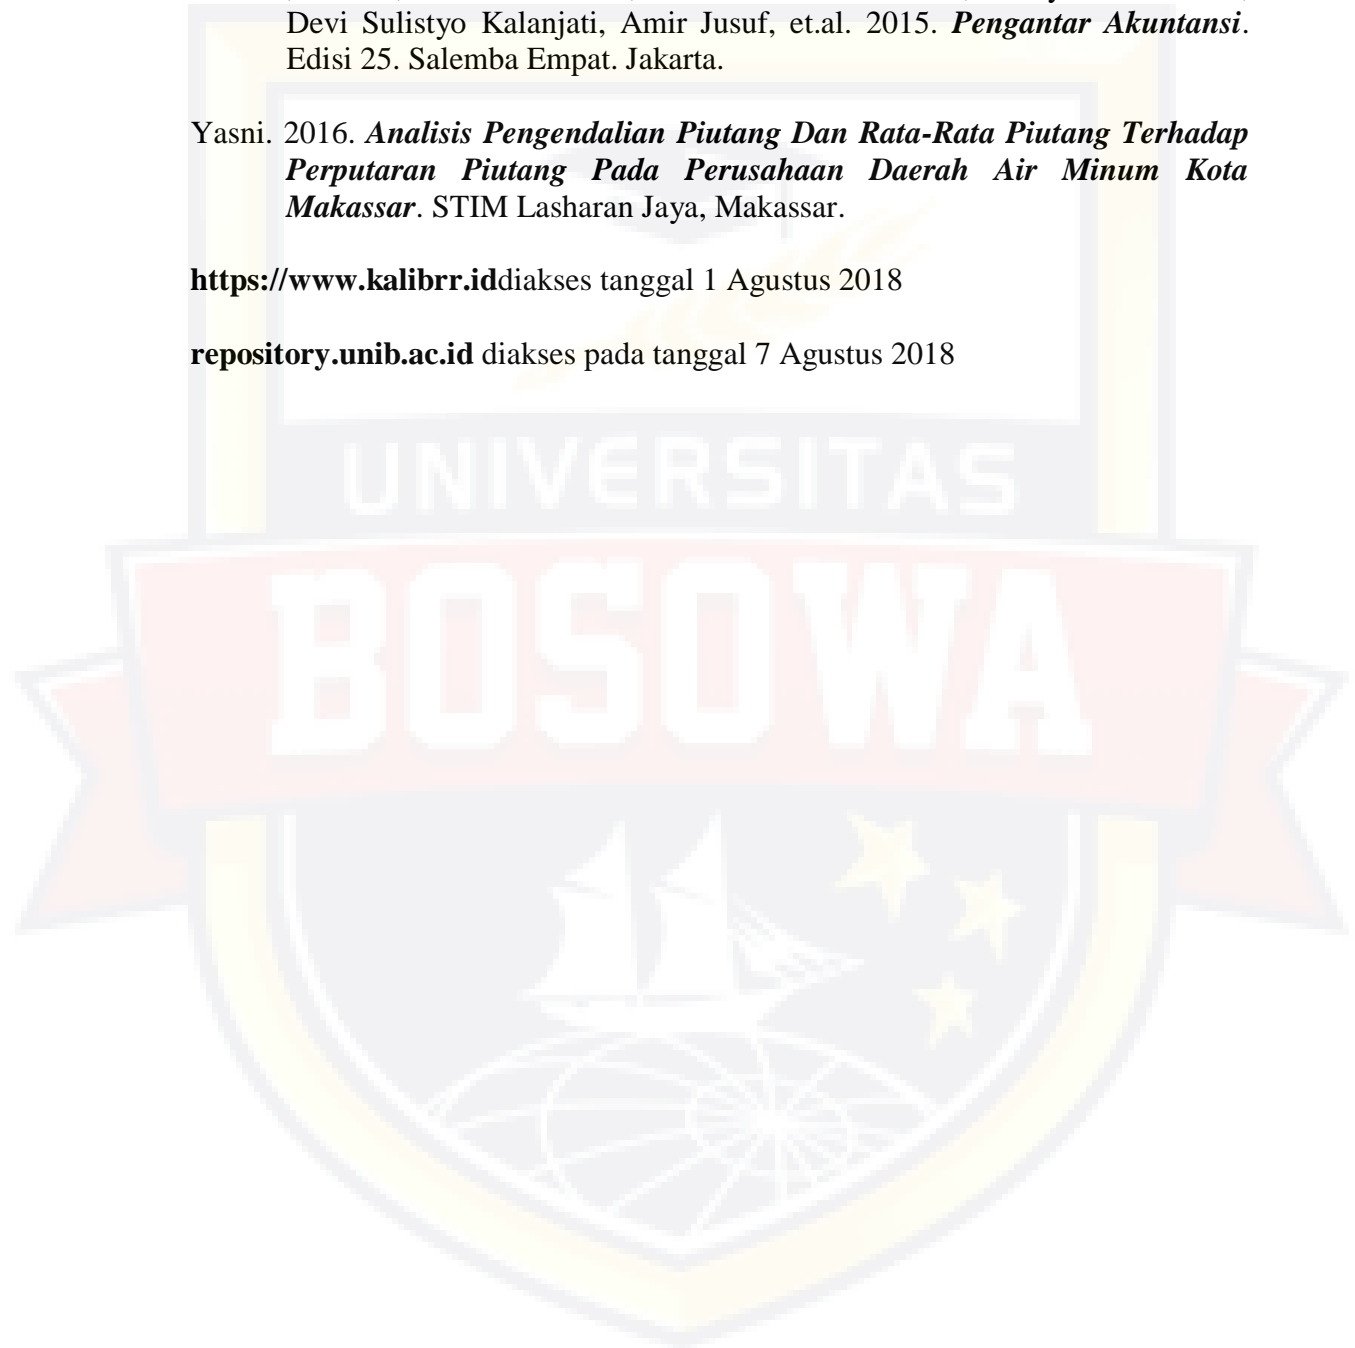 Devi Sulistyo Kalanjati, Amir Jusuf, et.al. 2015. Pengantar Akuntansi.
Edisi 25. Salemba Empat. Jakarta.
Yasni. 2016. Analisis Pengendalian Piutang Dan Rata-Rata Piutang Terhadap
Perputaran Piutang Pada Perusahaan Daerah Air Minum Kota
Makassar. STIM Lasharan Jaya, Makassar.
https://www.kalibrr.iddiakses tanggal 1 Agustus 2018
repository.unib.ac.id diakses pada tanggal 7 Agustus 2018
UNIVERSITAS
BOSOWA